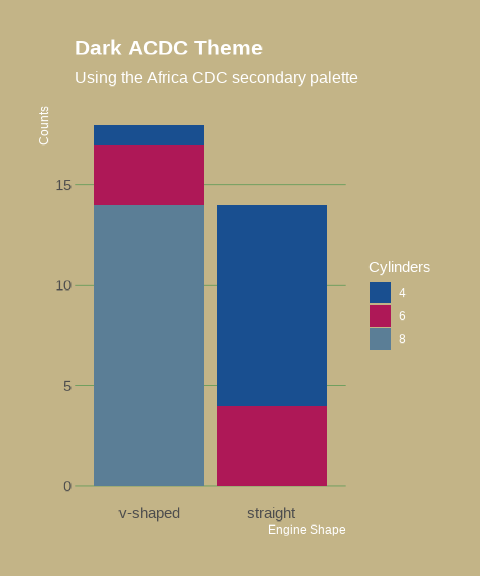 Dark ACDC Theme
Using the Africa CDC secondary palette
Counts
15
10
5
0
v-shaped straight
Engine Shape
Cylinders
4
6
8